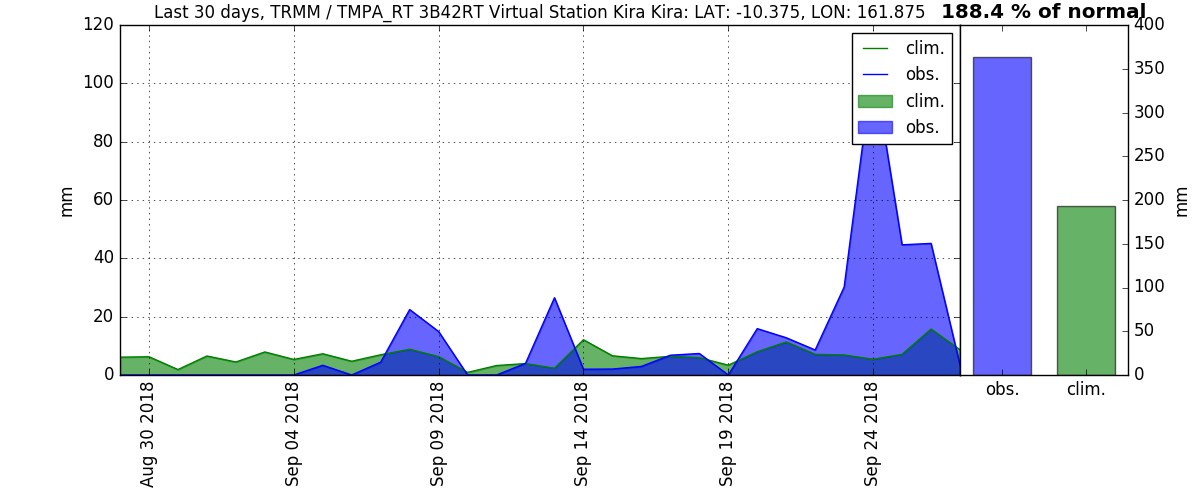 Last 30 days, TRMM / TMPA_RT 3B42RT Virtual Station Kira Kira: LAT: -10.375, LON: 161.875
188.4 % of normal
120
100
80
60
40
20
0
mm
clim.
obs.
clim.
obs.
400
350
300
250
200
150
100
50
0
mm
Aug 30 2018
Sep 04 2018
Sep 09 2018
Sep 14 2018
Sep 19 2018
Sep 24 2018
obs.
clim.